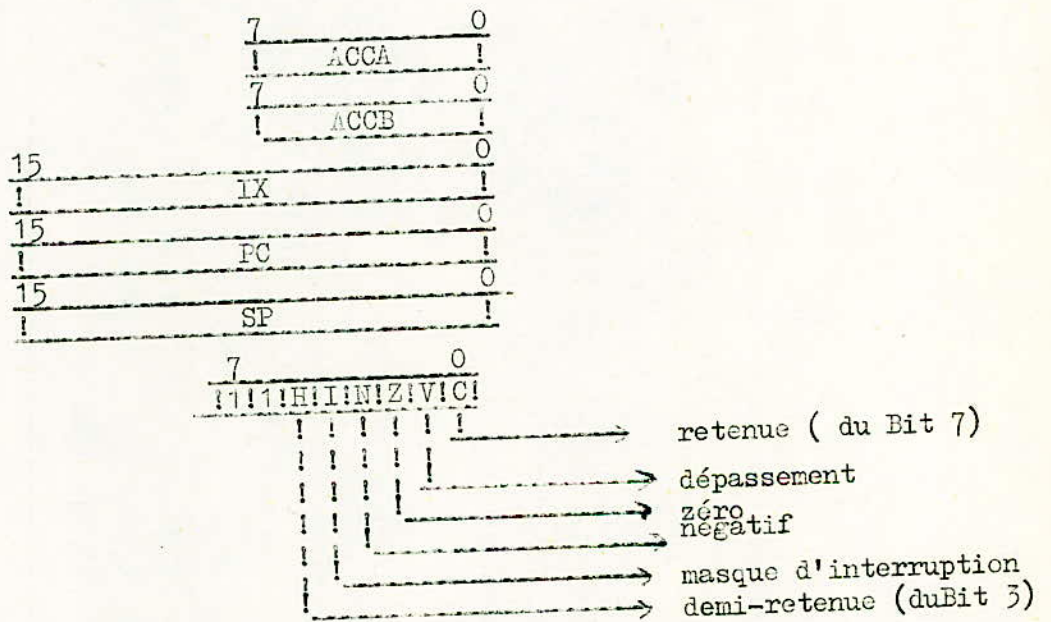 7 0
ACCA
7 0
ACCB
15 0
IX
15 0
PC
15 0
SP
7 0
!1!1!H!I!N!Z!V!C!
retenue ( du Bit 7)
dépassement
zéro
négatif
masque d'interruption
demi-retenue (duBit 3)